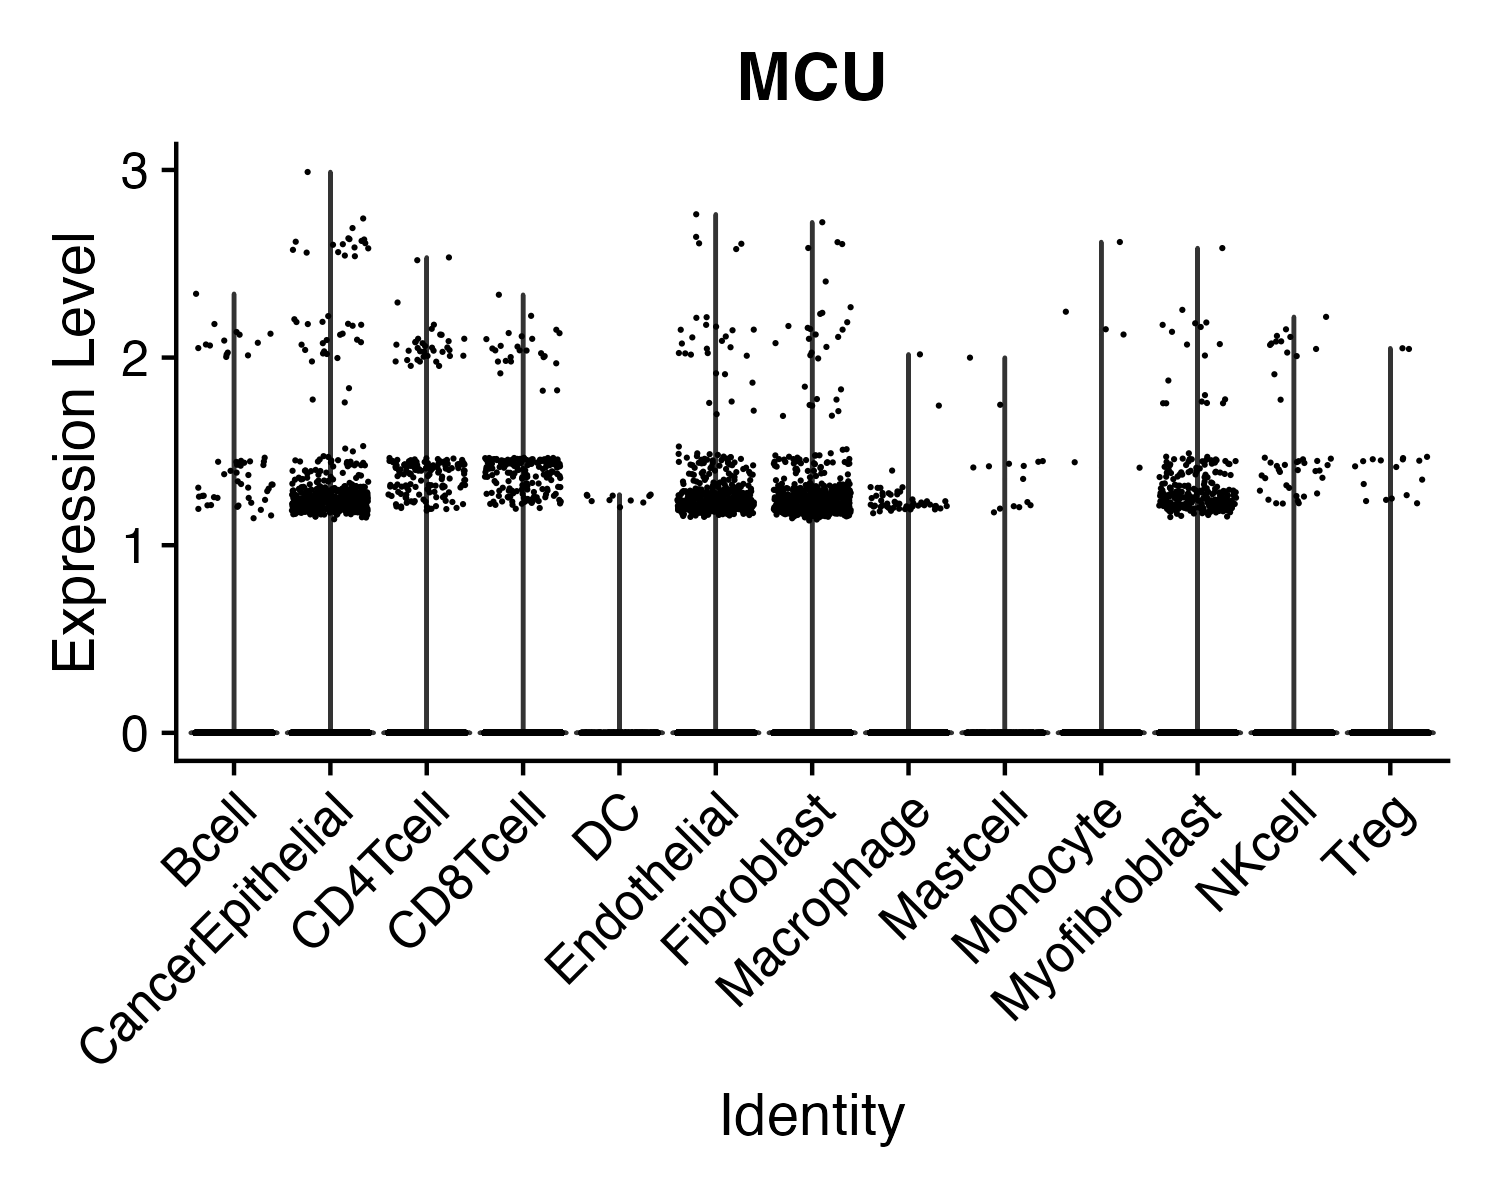 MCU
Expression Level
3
2
1
0
Bcell
CancerEpithelial
CD4Tcell
CD8Tcell
DC
Endothelial
Fibroblast
Macrophage
Mastcell
Monocyte
Myofibroblast
NKcell
Treg
Identity